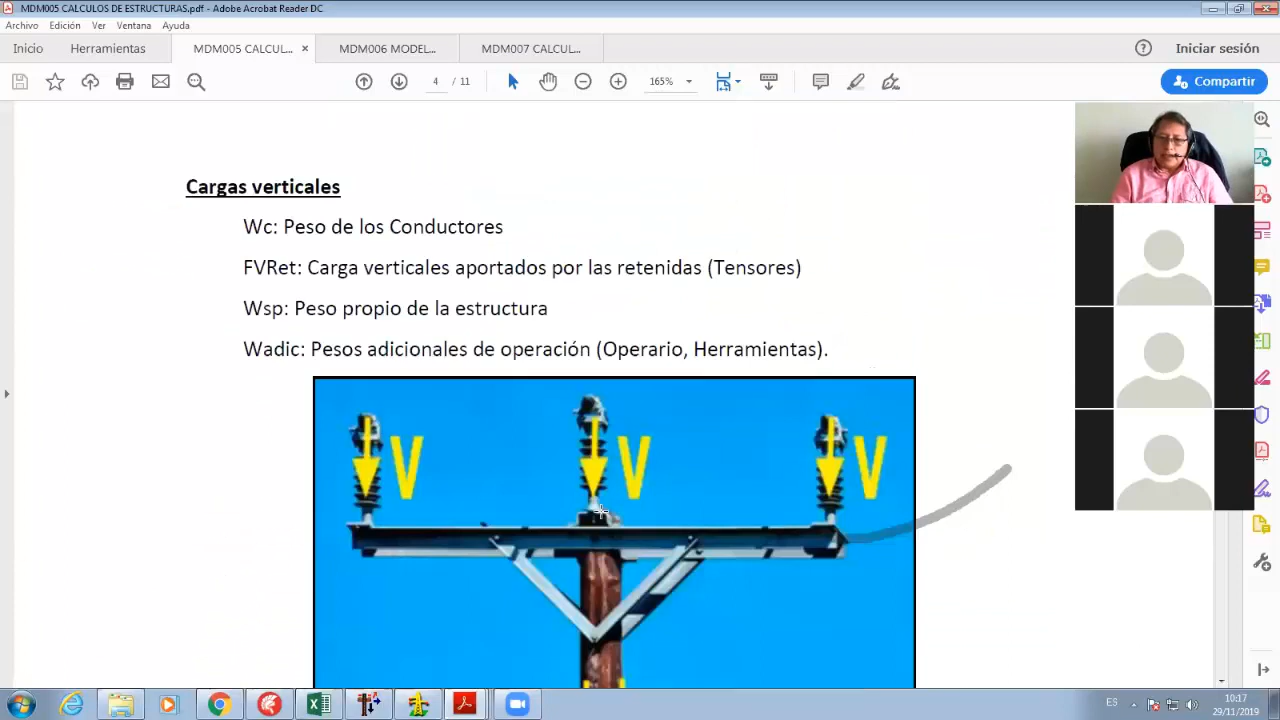 MDM005 CALCULOS DE ESTRUCTURAS.pdf - Adobe Acrobat Reader DC
Archivo Edición Ver Ventana Ayuda
Inicio Herramientas MDM005 CALCUL... × MDM006 MODEL... MDM007 CALCUL... ? Iniciar sesión
4 / 11 165% Compartir
Cargas verticales
Wc: Peso de los Conductores
FVRet: Carga verticales aportados por las retenidas (Tensores)
Wsp: Peso propio de la estructura
Wadic: Pesos adicionales de operación (Operario, Herramientas).
V V V
ES 10:17
29/11/2019